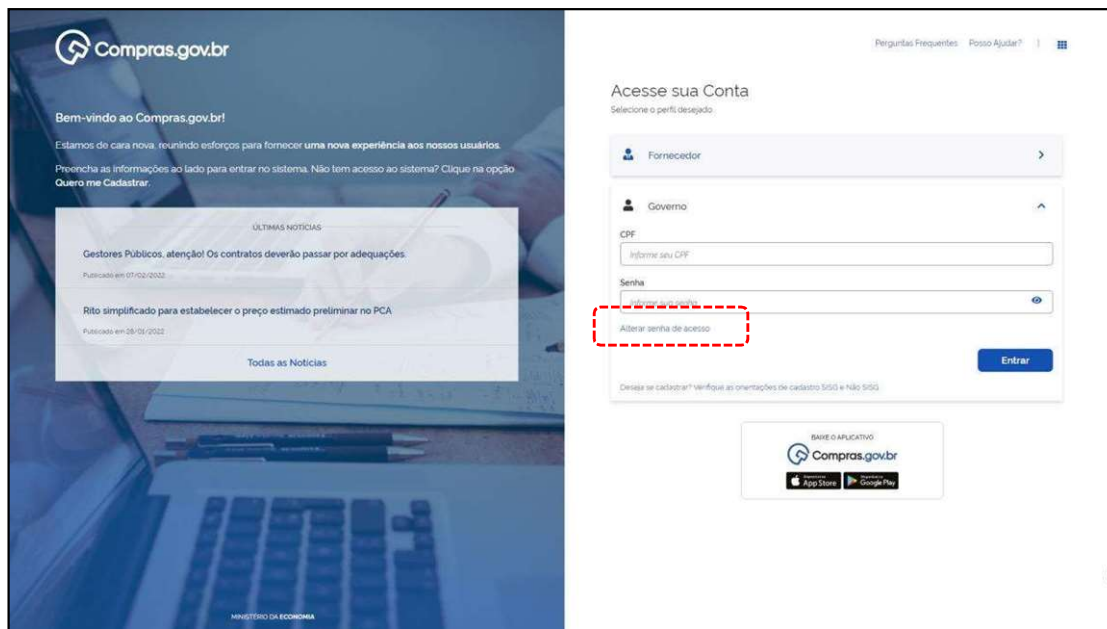 Compras.gov.br
Bem-vindo ao Compras.gov.br!
Estamos de cara nova, reunindo esforços para fornecer uma nova experiência aos nossos usuários.
Preencha as informações ao lado para entrar no sistema. Não tem acesso ao sistema? Clique na opção
Quero me Cadastrar.
ÚLTIMAS NOTÍCIAS
Gestores Públicos, atenção! Os contratos deverão passar por adequações.
Publicado em 07/02/2022
Rito simplificado para estabelecer o preço estimado preliminar no PCA
Publicado em 28/01/2022
Todas as Notícias
MINISTÉRIO DA ECONOMIA
Perguntas Frequentes Posso Ajudar? |
Acesse sua Conta
Selecione o perfil desejado.
Fornecedor
Governo
CPF
Informe seu CPF
Senha
Informe sua senha
Alterar senha de acesso
Entrar
Deseja se cadastrar? Verifique as orientações de cadastro SISG e Não SISG
BAIXE O APLICATIVO
Compras.gov.br
App Store
Google Play